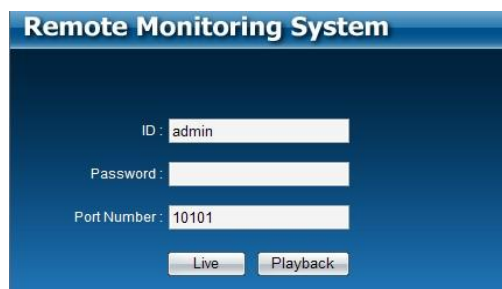 Remote Monitoring System
ID : admin
Password :
Port Number : 10101
Live Playback